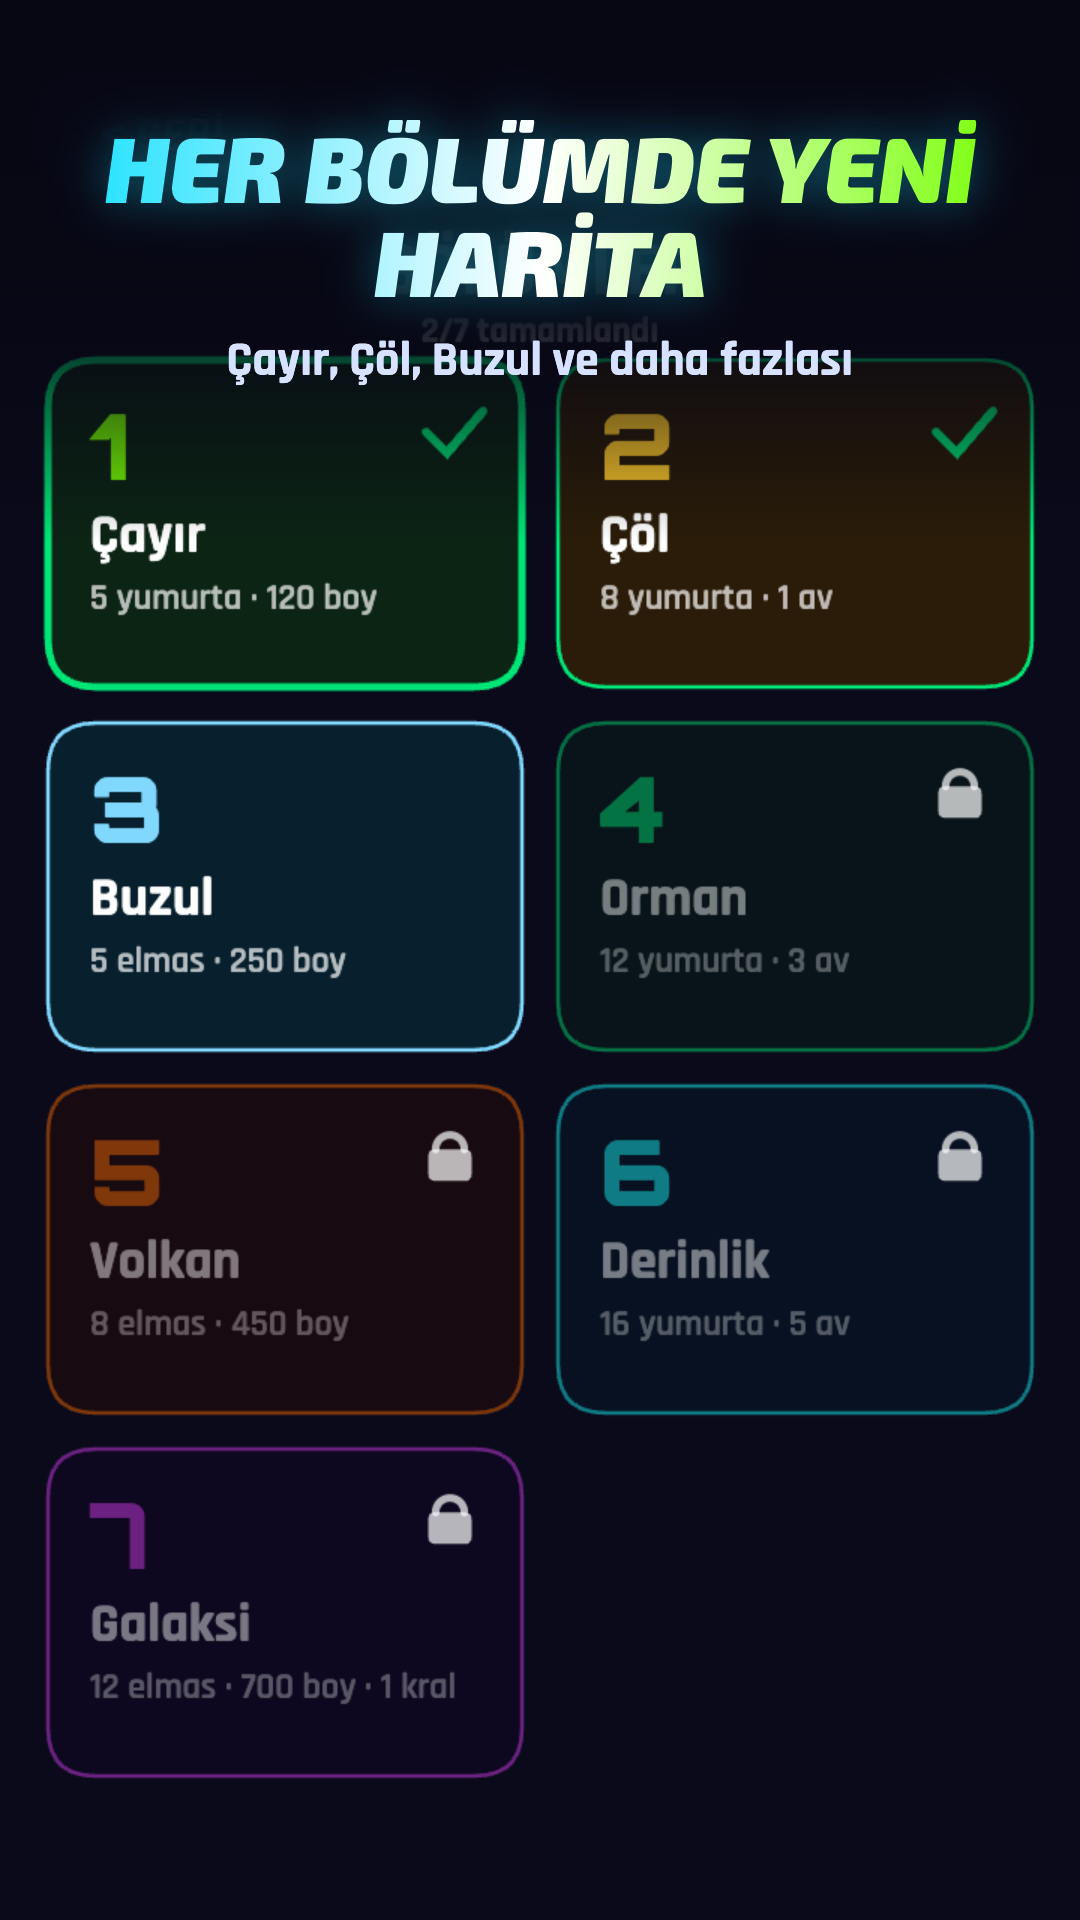 HER BÖLÜMDE YENİ
HARİTA
2/7 tamamlandı
Çayır, Çöl, Buzul ve daha fazlası
1
Çayır
5 yumurta · 120 boy
2
Çöl
8 yumurta · 1 av
3
Buzul
5 elmas · 250 boy
4
Orman
12 yumurta · 3 av
5
Volkan
8 elmas · 450 boy
6
Derinlik
16 yumurta · 5 av
7
Galaksi
12 elmas · 700 boy · 1 kral